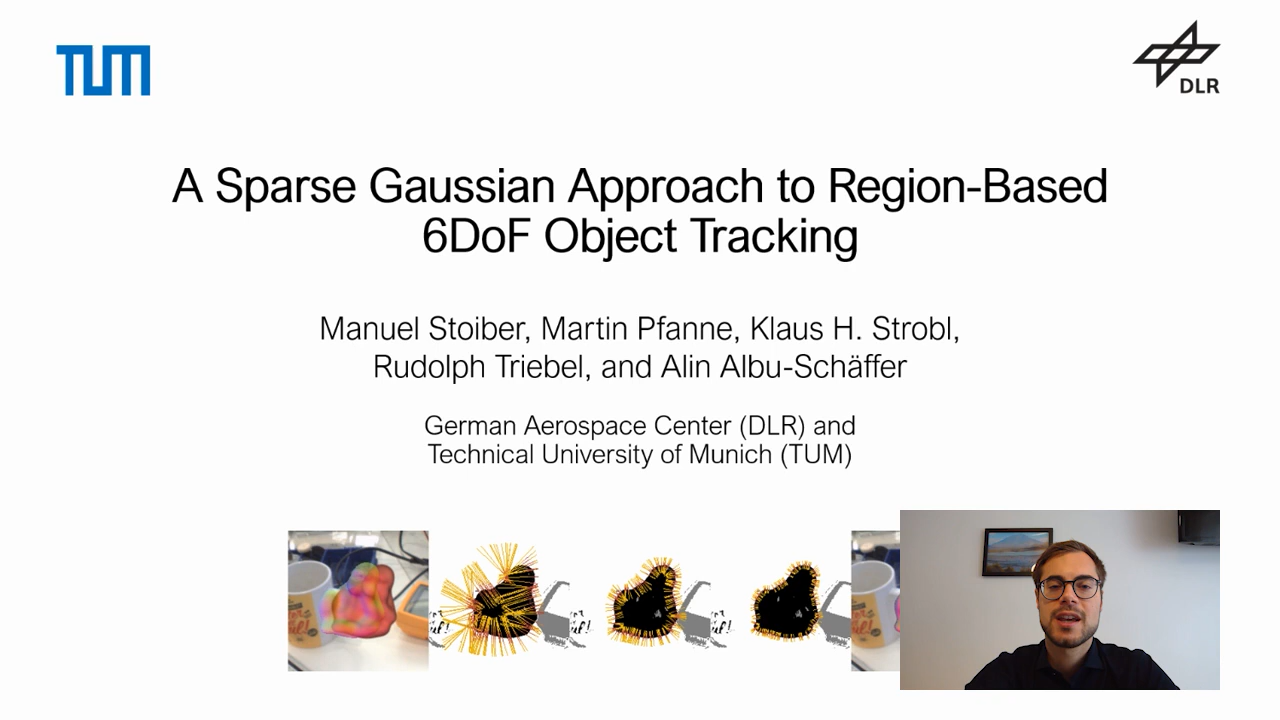 TUM
DLR
A Sparse Gaussian Approach to Region-Based
6DoF Object Tracking
Manuel Stoiber, Martin Pfanne, Klaus H. Strobl,
Rudolph Triebel, and Alin Albu-Schäffer
German Aerospace Center (DLR) and
Technical University of Munich (TUM)